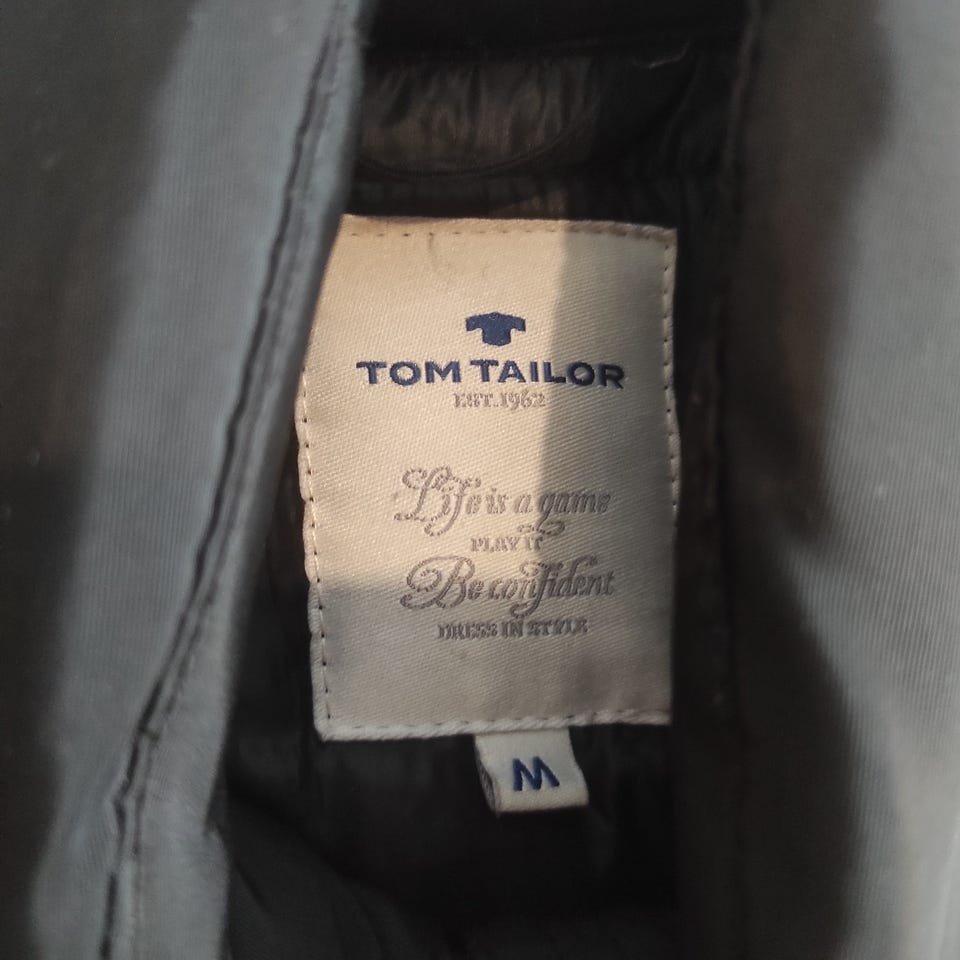 TOM TAILOR
EST.1962
Life is a game
PLAY IT
Be confident
DRESS IN STYLE
M